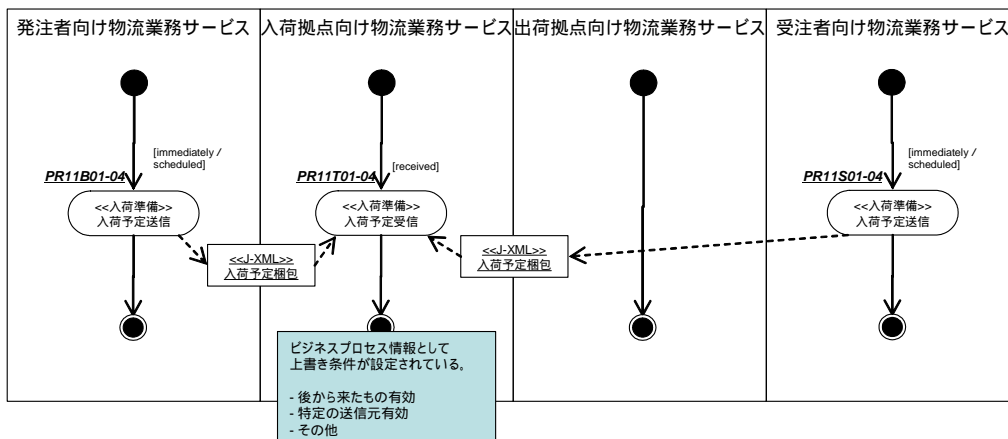 発注者向け物流業務サービス
入荷拠点向け物流業務サービス
出荷拠点向け物流業務サービス
受注者向け物流業務サービス
[immediately /
scheduled]
PR11B01-04
<<入荷準備>>
入荷予定送信
[received]
PR11T01-04
<<入荷準備>>
入荷予定受信
[immediately /
scheduled]
PR11S01-04
<<入荷準備>>
入荷予定送信
<<J-XML>>
入荷予定梱包
<<J-XML>>
入荷予定梱包
ビジネスプロセス情報として
上書き条件が設定されている。
- 後から来たもの有効
- 特定の送信元有効
- その他